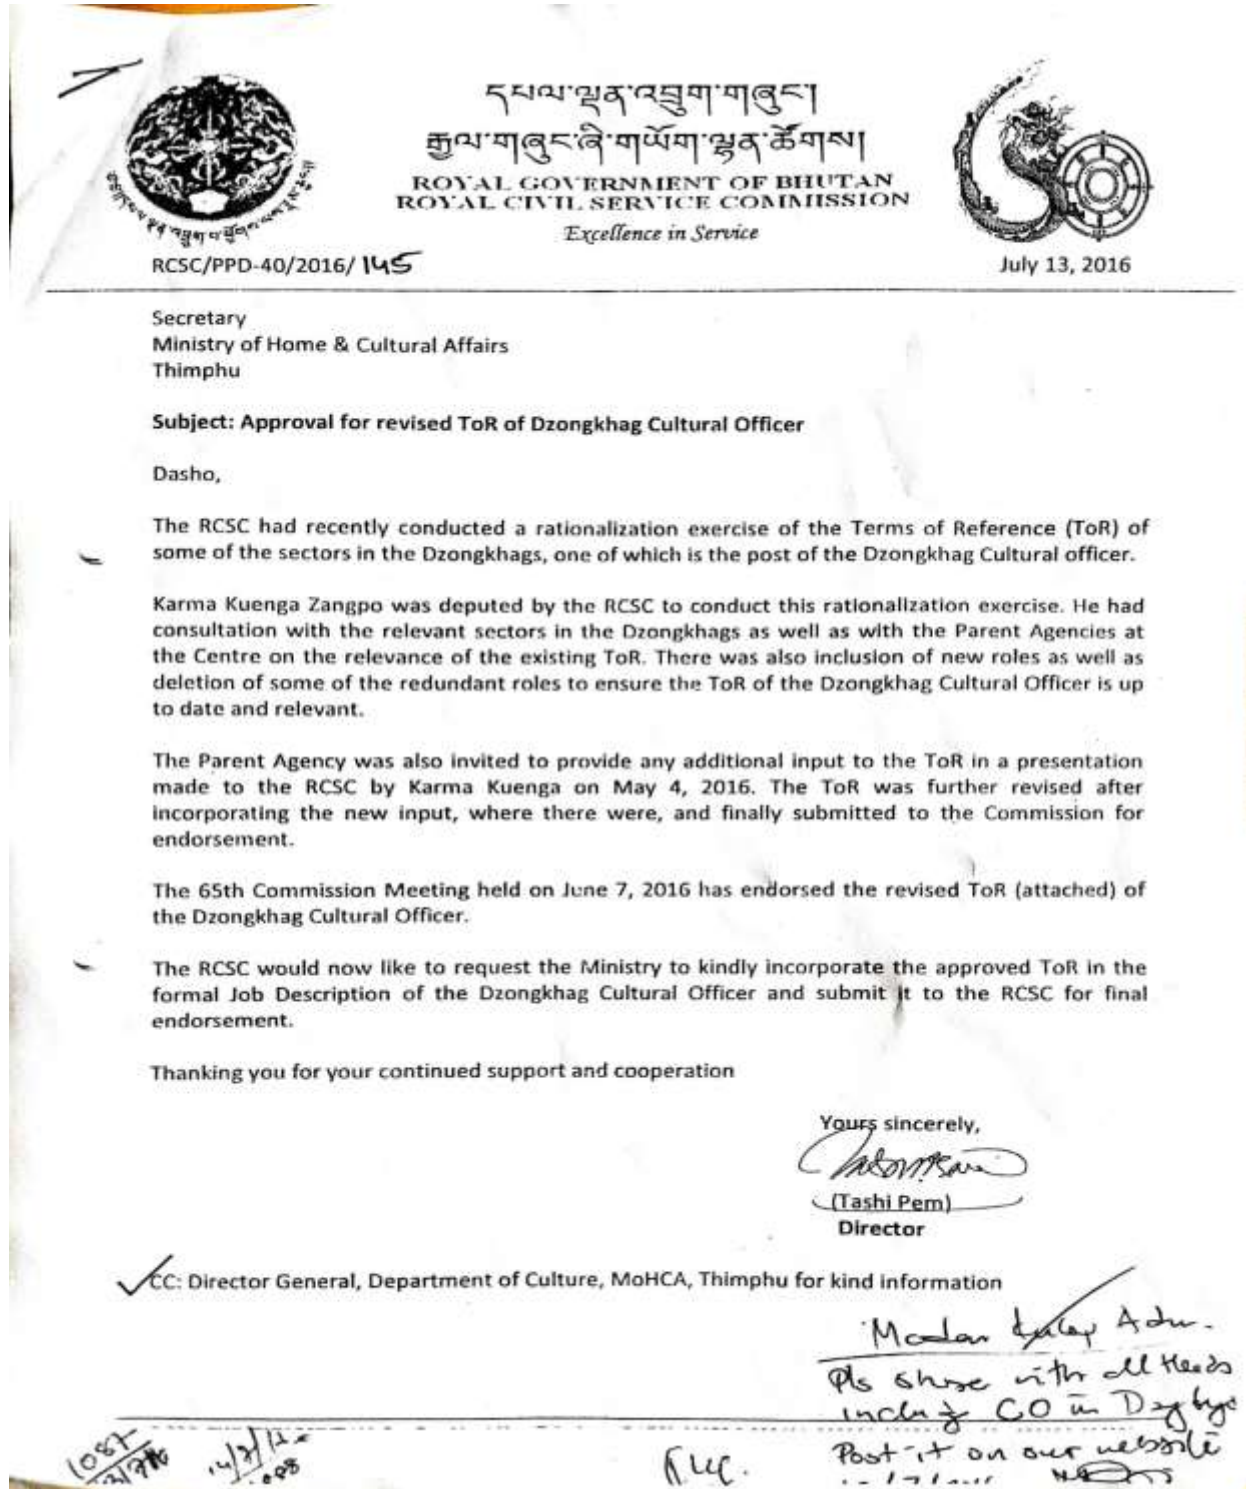 དཔལ་ལྡན་འབྲུག་གཞུང་།
རྒྱལ་གཞུང་ཞི་གཡོག་ལྷན་ཚོགས།
ROYAL GOVERNMENT OF BHUTAN
ROYAL CIVIL SERVICE COMMISSION
Excellence in Service
RCSC/PPD-40/2016/ 145
July 13, 2016
Secretary
Ministry of Home & Cultural Affairs
Thimphu
Subject: Approval for revised ToR of Dzongkhag Cultural Officer
Dasho,
The RCSC had recently conducted a rationalization exercise of the Terms of Reference (ToR) of
some of the sectors in the Dzongkhags, one of which is the post of the Dzongkhag Cultural officer.
Karma Kuenga Zangpo was deputed by the RCSC to conduct this rationalization exercise. He had
consultation with the relevant sectors in the Dzongkhags as well as with the Parent Agencies at
the Centre on the relevance of the existing ToR. There was also inclusion of new roles as well as
deletion of some of the redundant roles to ensure the ToR of the Dzongkhag Cultural Officer is up
to date and relevant.
The Parent Agency was also invited to provide any additional input to the ToR in a presentation
made to the RCSC by Karma Kuenga on May 4, 2016. The ToR was further revised after
incorporating the new input, where there were, and finally submitted to the Commission for
endorsement.
The 65th Commission Meeting held on June 7, 2016 has endorsed the revised ToR (attached) of
the Dzongkhag Cultural Officer.
The RCSC would now like to request the Ministry to kindly incorporate the approved ToR in the
formal Job Description of the Dzongkhag Cultural Officer and submit it to the RCSC for final
endorsement.
Thanking you for your continued support and cooperation
Yours sincerely,
(Tashi Pem)
Director
CC: Director General, Department of Culture, MoHCA, Thimphu for kind information
Adm.
Pls share with all Heads
CO in
Post it on our website